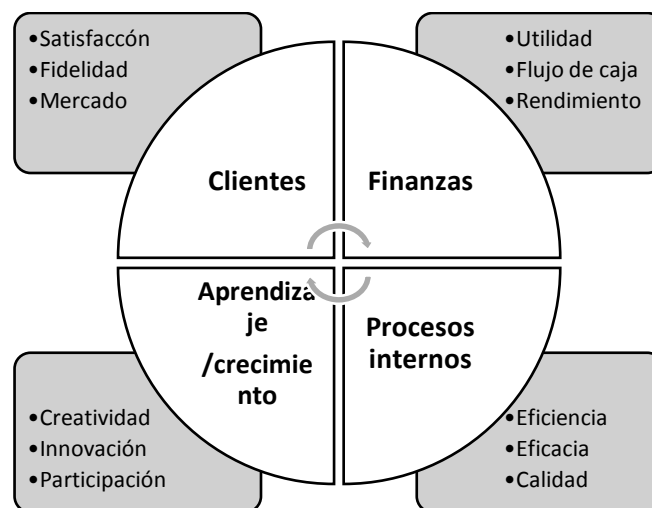 •Satisfaccón
•Fidelidad
•Mercado
•Utilidad
•Flujo de caja
•Rendimiento
Clientes
Finanzas
Aprendiza
je
/crecimie
nto
Procesos
internos
•Creatividad
•Innovación
•Participación
•Eficiencia
•Eficacia
•Calidad